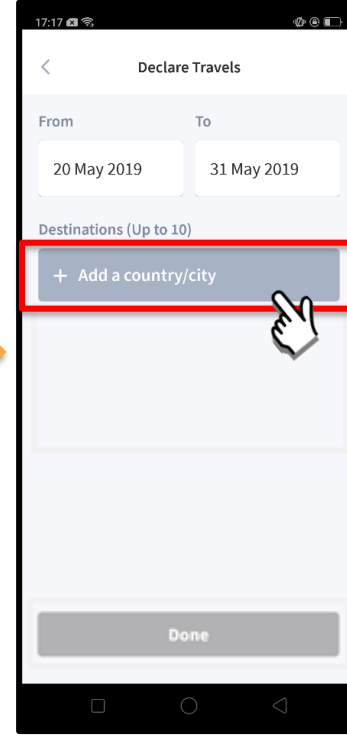 17:17
Declare Travels
From To
20 May 2019 31 May 2019
Destinations (Up to 10)
+ Add a country/city
Done